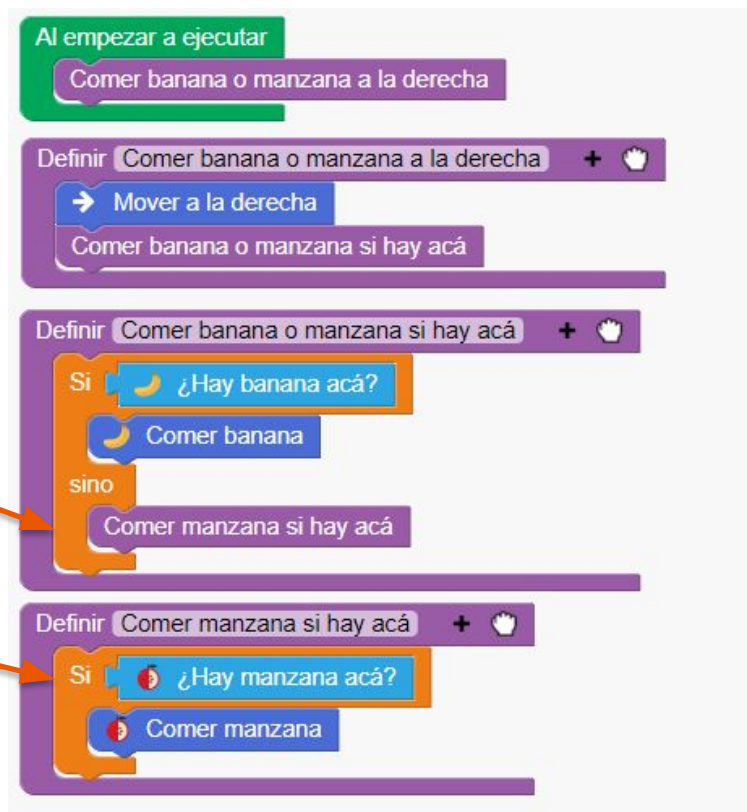 Al empezar a ejecutar
Comer banana o manzana a la derecha
Definir Comer banana o manzana a la derecha +
Mover a la derecha
Comer banana o manzana si hay acá
Definir Comer banana o manzana si hay acá +
Si ¿Hay banana acá?
Comer banana
sino
Comer manzana si hay acá
Definir Comer manzana si hay acá +
Si ¿Hay manzana acá?
Comer manzana